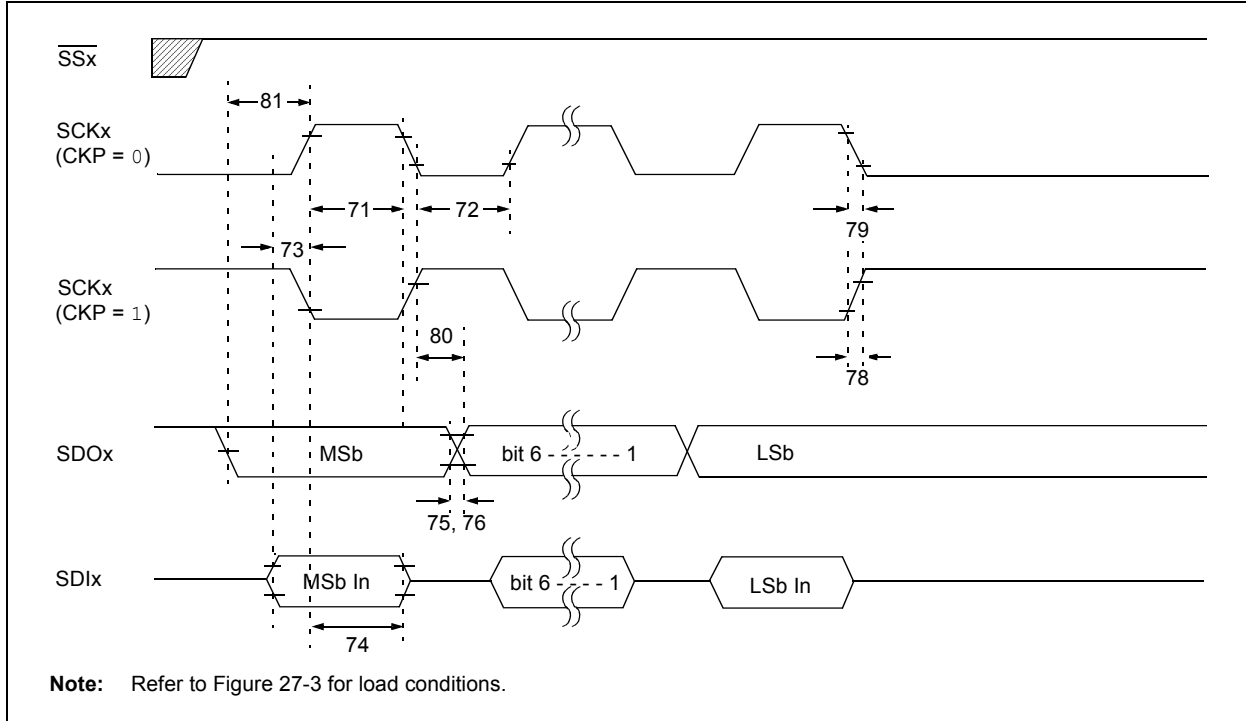 SSx
81
SCKx
(CKP = 0)
71
72
79
73
SCKx
(CKP = 1)
80
78
SDOx
MSb
bit 6 - - - - - - 1
LSb
75, 76
SDIx
MSb In
bit 6 - - - - 1
LSb In
74
Note: Refer to Figure 27-3 for load conditions.